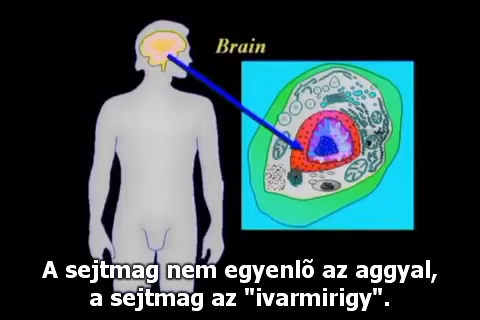 Brain
A sejtmag nem egyenlõ az aggyal,
a sejtmag az "ivarmirigy".